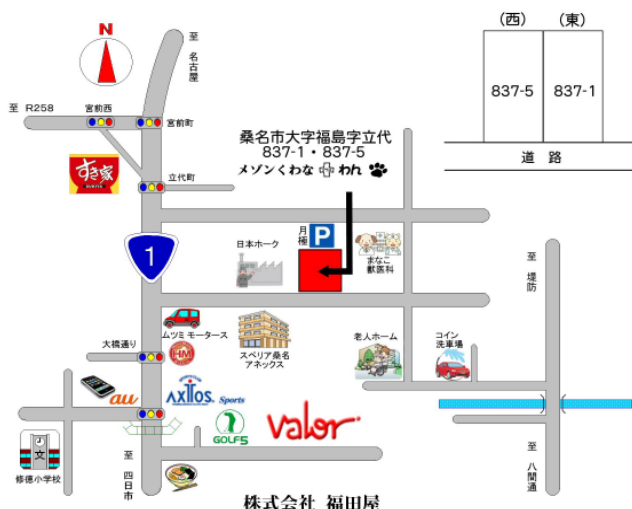 N
至 名古屋
(西)
(東)
837-5
837-1
道 路
至 R258
宮前西
宮前町
桑名市大字福島字立代
837-1・837-5
メゾンくわな
われ
すき家
SUKIYA
立代町
月極
P
日本ホーク
まなこ
獣医科
1
至 堤防
ムツミ モータース
HM
大橋通り
スペリア桑名
アネックス
老人ホーム
コイン
洗車場
au
AXTOS Sports
GOLF5
Valor
文
修徳小学校
至 四日市
至 八間通
株式会社 福田屋